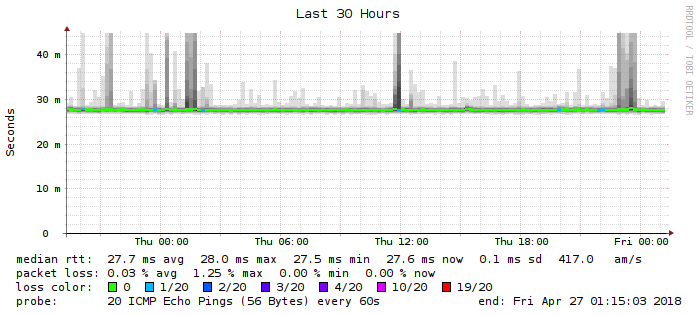 Last 30 Hours
RRDTOOL / TOBI OETIKER
Seconds
40 m
30 m
20 m
10 m
0
Thu 00:00 Thu 06:00 Thu 12:00 Thu 18:00 Fri 00:00
median rtt: 27.7 ms avg 28.0 ms max 27.5 ms min 27.6 ms now 0.1 ms sd 417.0 am/s
packet loss: 0.03 % avg 1.25 % max 0.00 % min 0.00 % now
loss color: 0 1/20 2/20 3/20 4/20 10/20 19/20
probe: 20 ICMP Echo Pings (56 Bytes) every 60s end: Fri Apr 27 01:15:03 2018